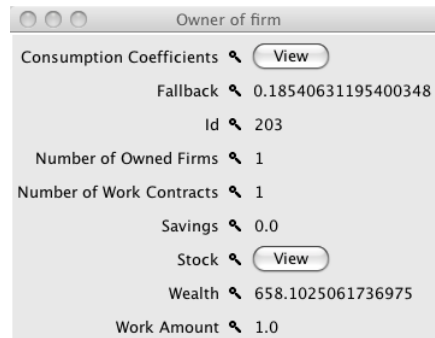 Owner of firm
Consumption Coefficients View
Fallback 0.18540631195400348
Id 203
Number of Owned Firms 1
Number of Work Contracts 1
Savings 0.0
Stock View
Wealth 658.1025061736975
Work Amount 1.0